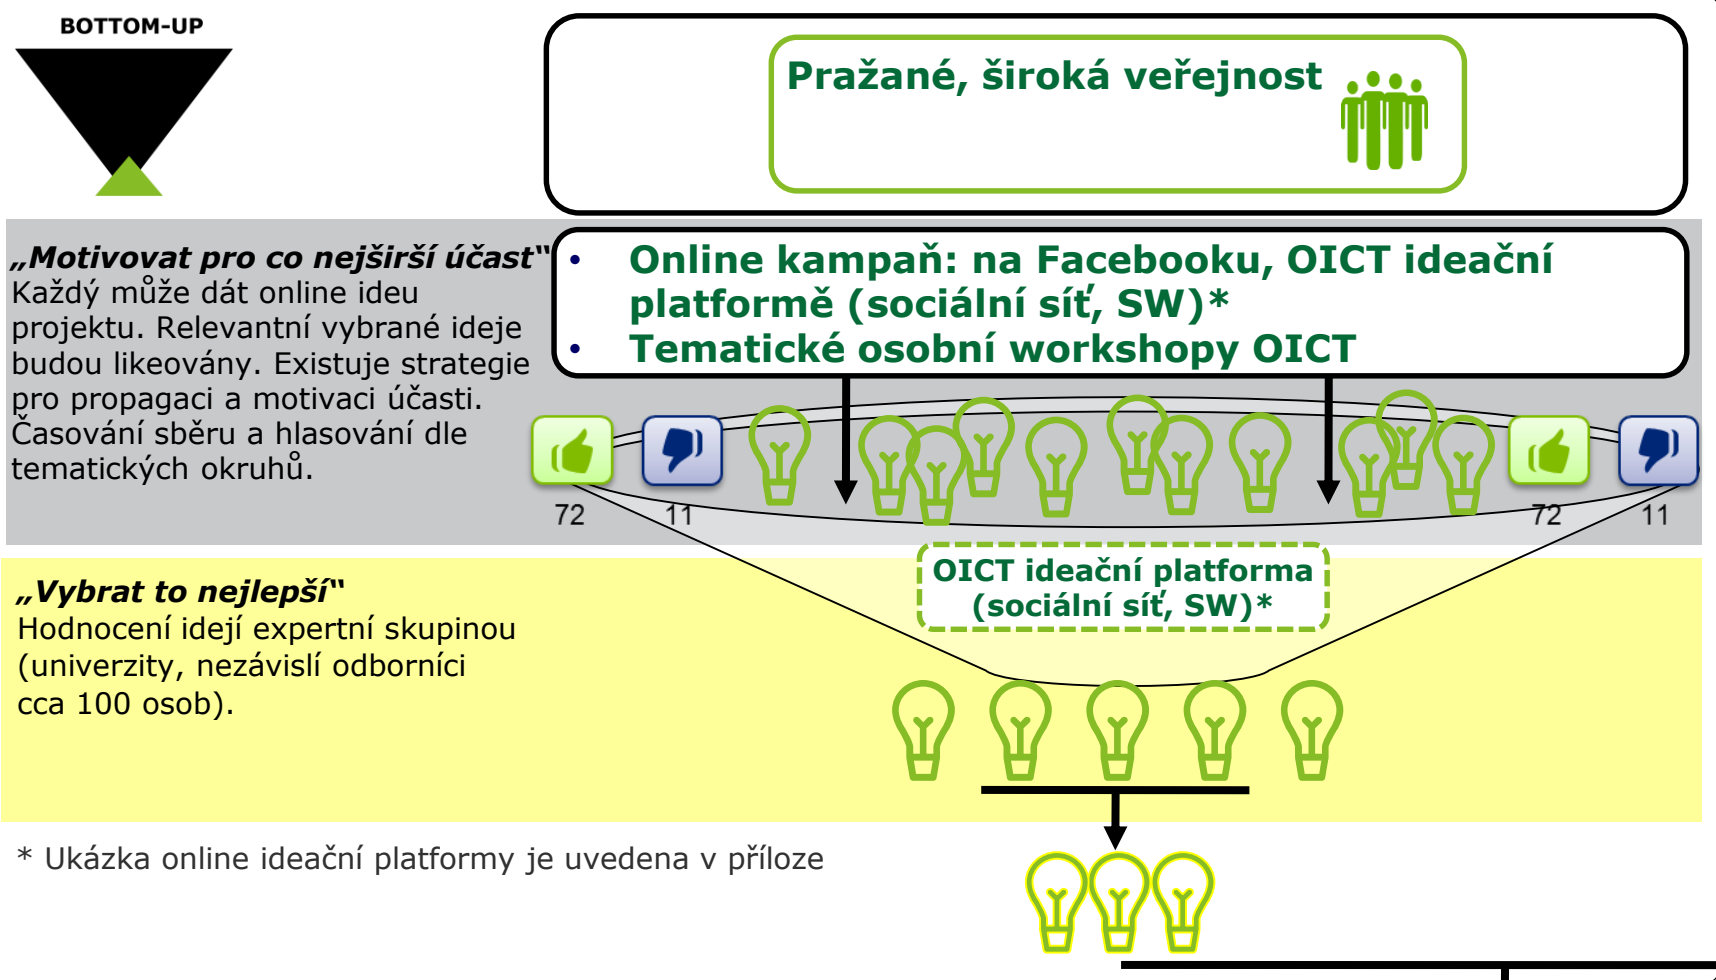 BOTTOM-UP
Pražané, široká veřejnost
„Motivovat pro co nejširší účast“
Každý může dát online ideu
projektu. Relevantní vybrané ideje
budou likeovány. Existuje strategie
pro propagaci a motivaci účasti.
Časování sběru a hlasování dle
tematických okruhů.
• Online kampaň: na Facebooku, OICT ideační
platformě (sociální síť, SW)*
• Tematické osobní workshopy OICT
72
11
72
11
OICT ideační platforma
(sociální síť, SW)*
„Vybrat to nejlepší“
Hodnocení idejí expertní skupinou
(univerzity, nezávislí odborníci
cca 100 osob).
* Ukázka online ideační platformy je uvedena v příloze